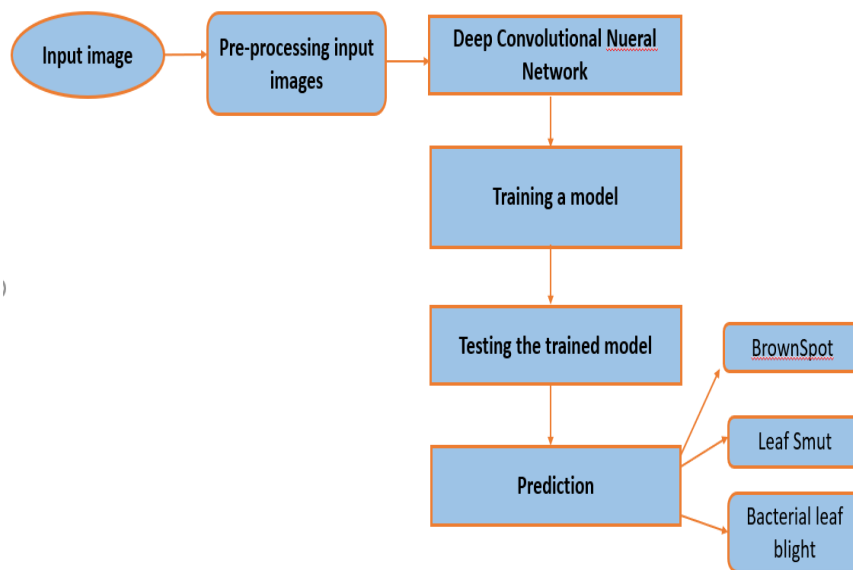 Input image
Pre-processing input
images
Deep Convolutional Nueral
Network
Training a model
Testing the trained model
Prediction
BrownSpot
Leaf Smut
Bacterial leaf
blight
)